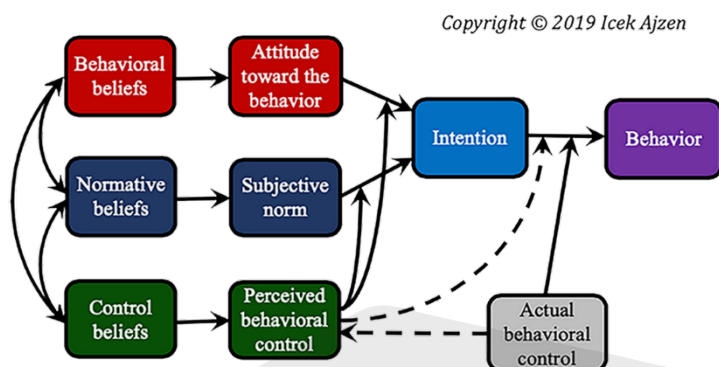 Copyright © 2019 Icek Ajzen
Behavioral
beliefs
Attitude
toward the
behavior
Intention
Behavior
Normative
beliefs
Subjective
norm
Control
beliefs
Perceived
behavioral
control
Actual
behavioral
control